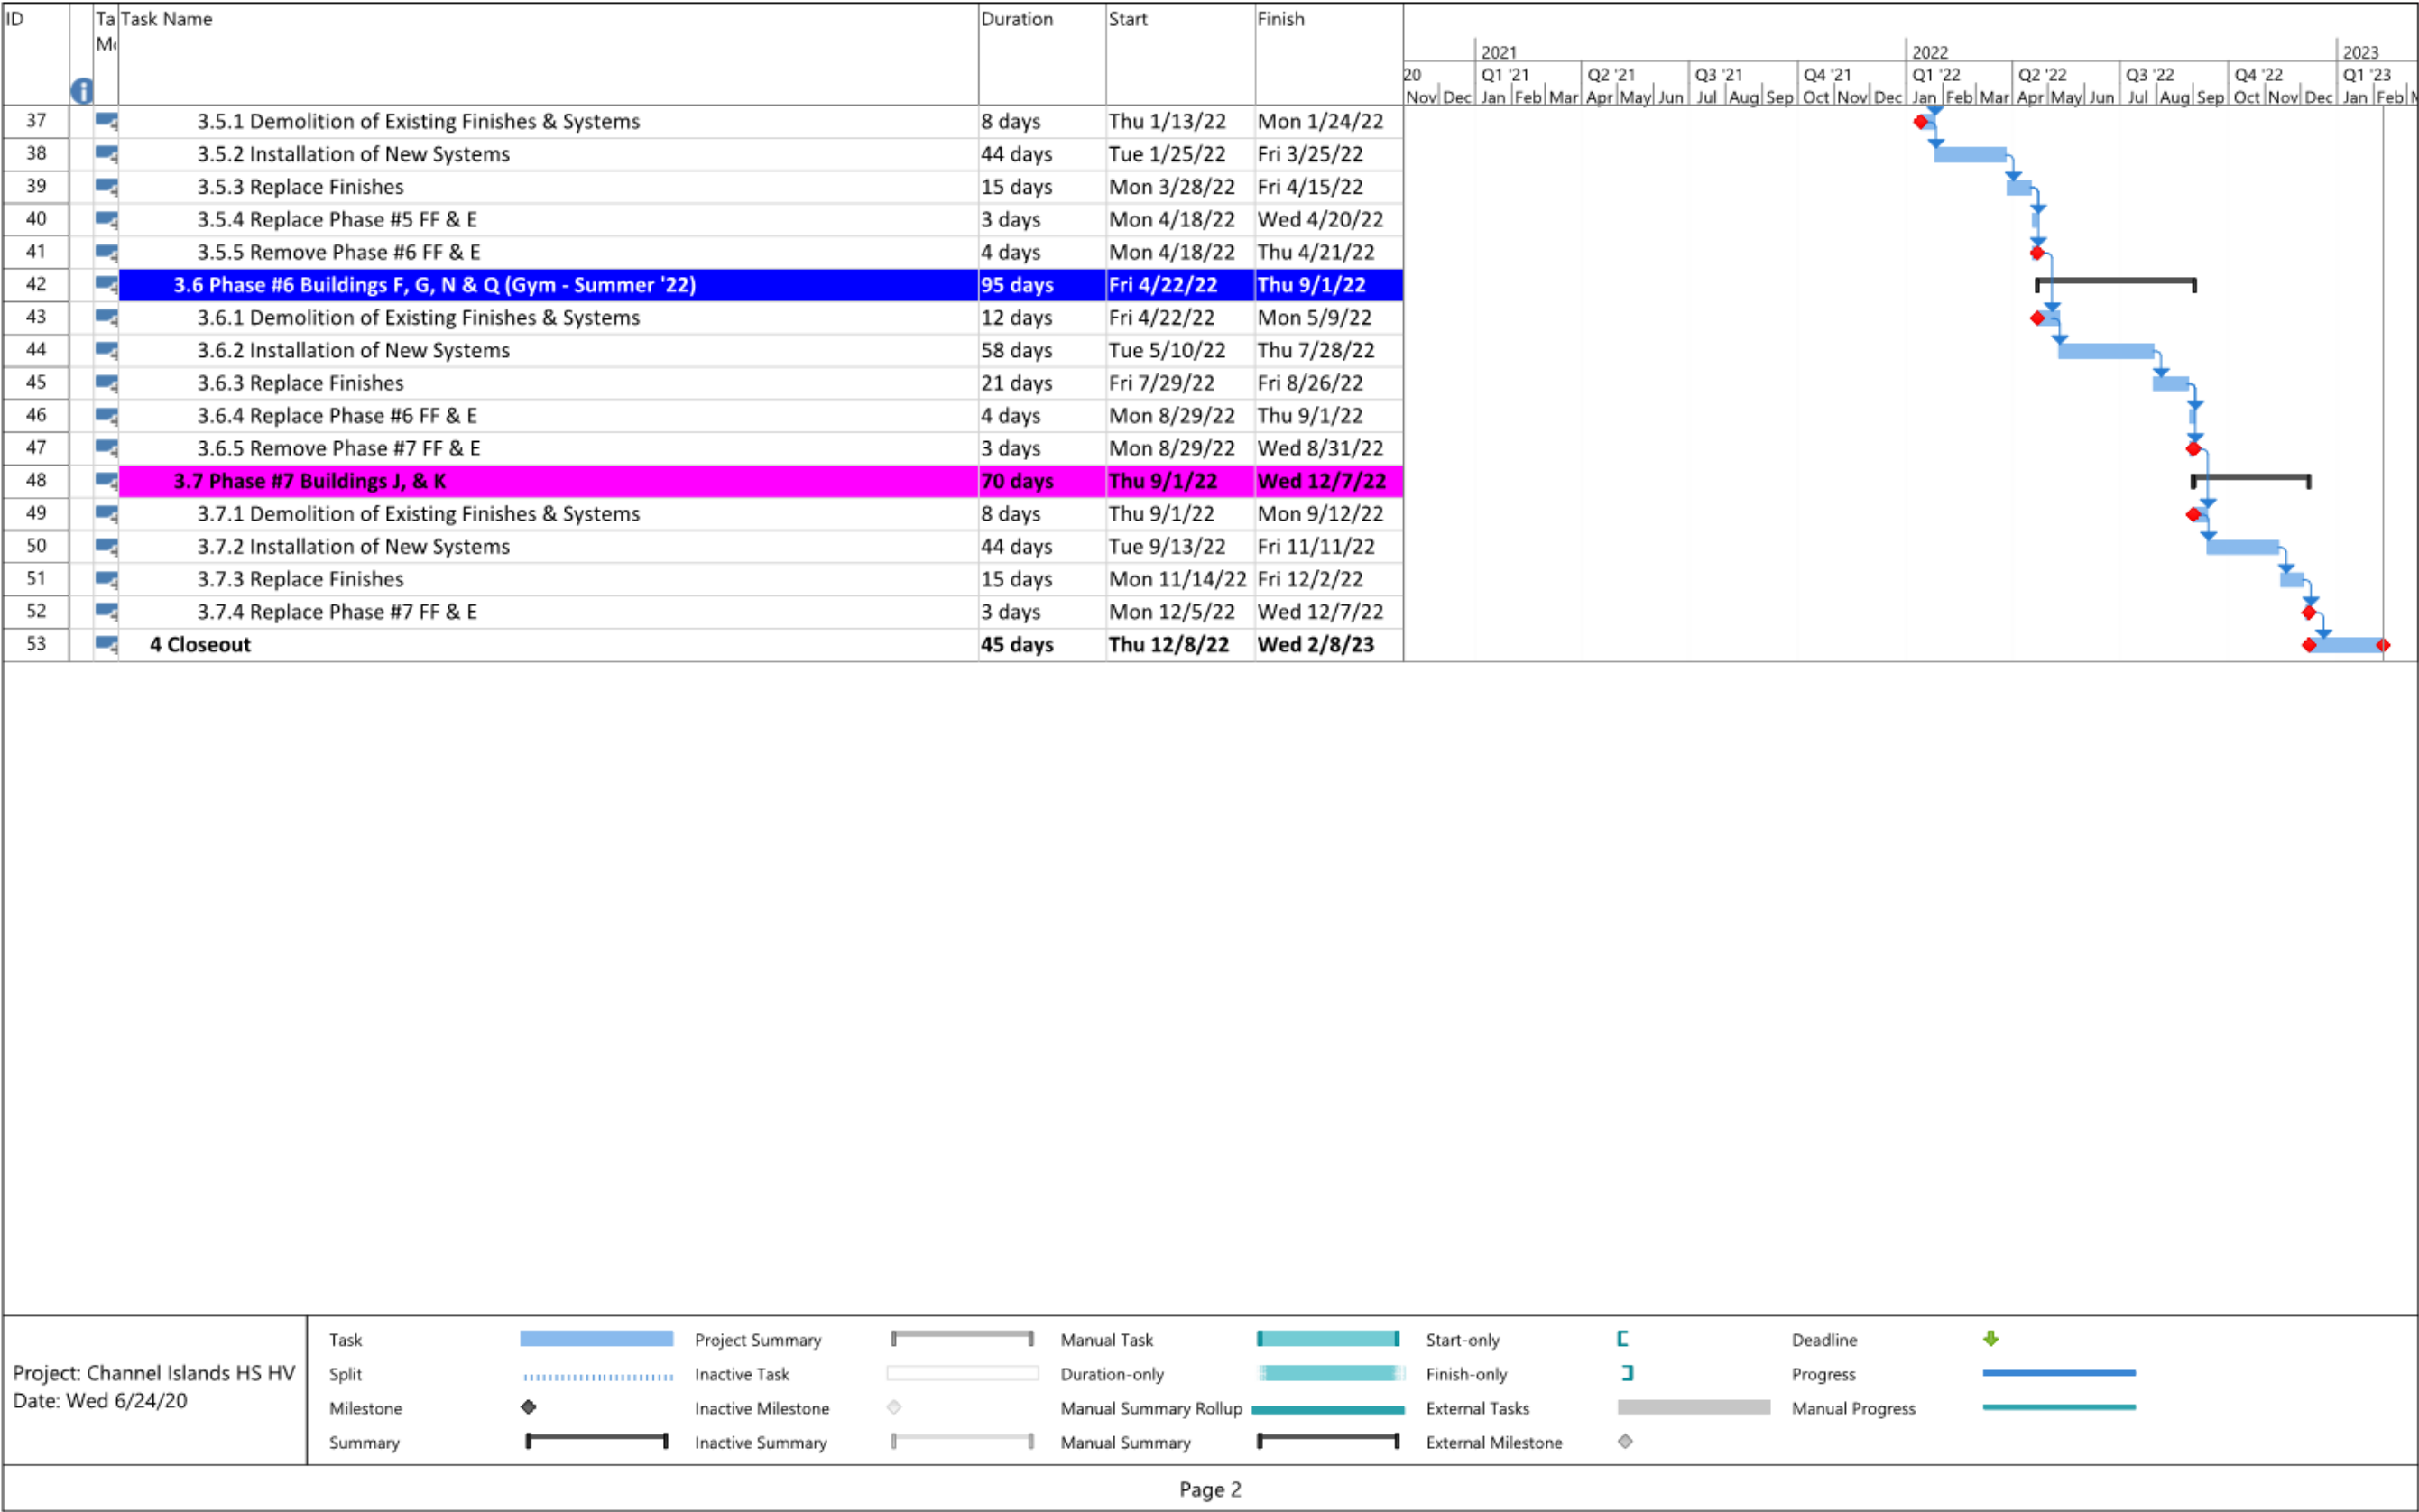 ID Ta Task Name Duration Start Finish
M
2021 2022 2023
20 Q1 '21 Q2 '21 Q3 '21 Q4 '21 Q1 '22 Q2 '22 Q3 '22 Q4 '22 Q1 '23
Nov Dec Jan Feb Mar Apr May Jun Jul Aug Sep Oct Nov Dec Jan Feb Mar Apr May Jun Jul Aug Sep Oct Nov Dec Jan Feb
37 3.5.1 Demolition of Existing Finishes & Systems 8 days Thu 1/13/22 Mon 1/24/22
38 3.5.2 Installation of New Systems 44 days Tue 1/25/22 Fri 3/25/22
39 3.5.3 Replace Finishes 15 days Mon 3/28/22 Fri 4/15/22
40 3.5.4 Replace Phase #5 FF & E 3 days Mon 4/18/22 Wed 4/20/22
41 3.5.5 Remove Phase #6 FF & E 4 days Mon 4/18/22 Thu 4/21/22
42 3.6 Phase #6 Buildings F, G, N & Q (Gym - Summer '22) 95 days Fri 4/22/22 Thu 9/1/22
43 3.6.1 Demolition of Existing Finishes & Systems 12 days Fri 4/22/22 Mon 5/9/22
44 3.6.2 Installation of New Systems 58 days Tue 5/10/22 Thu 7/28/22
45 3.6.3 Replace Finishes 21 days Fri 7/29/22 Fri 8/26/22
46 3.6.4 Replace Phase #6 FF & E 4 days Mon 8/29/22 Thu 9/1/22
47 3.6.5 Remove Phase #7 FF & E 3 days Mon 8/29/22 Wed 8/31/22
48 3.7 Phase #7 Buildings J, & K 70 days Thu 9/1/22 Wed 12/7/22
49 3.7.1 Demolition of Existing Finishes & Systems 8 days Thu 9/1/22 Mon 9/12/22
50 3.7.2 Installation of New Systems 44 days Tue 9/13/22 Fri 11/11/22
51 3.7.3 Replace Finishes 15 days Mon 11/14/22 Fri 12/2/22
52 3.7.4 Replace Phase #7 FF & E 3 days Mon 12/5/22 Wed 12/7/22
53 4 Closeout 45 days Thu 12/8/22 Wed 2/8/23
Project: Channel Islands HS HV
Date: Wed 6/24/20
Task Project Summary Manual Task Start-only Deadline
Split Inactive Task Duration-only Finish-only Progress
Milestone Inactive Milestone Manual Summary Rollup External Tasks Manual Progress
Summary Inactive Summary Manual Summary External Milestone
Page 2